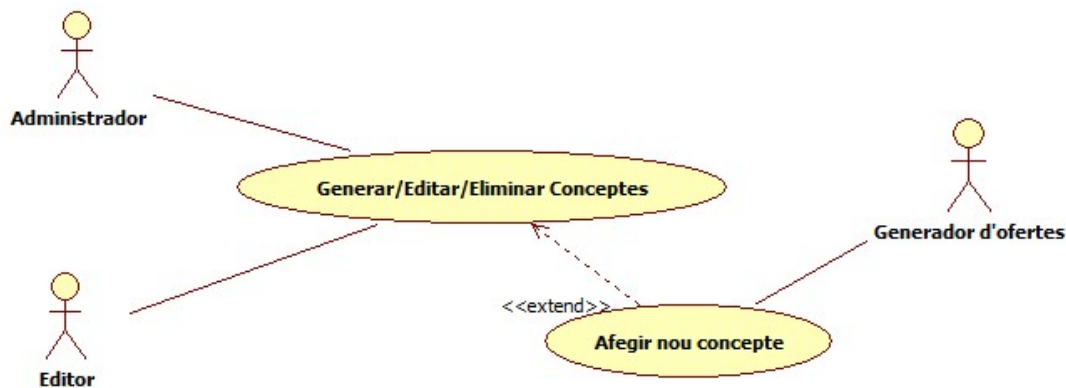 Administrador
Generar/Editar/Eliminar Conceptes
Generador d'ofertes
<<extend>>
Afegir nou concepte
Editor